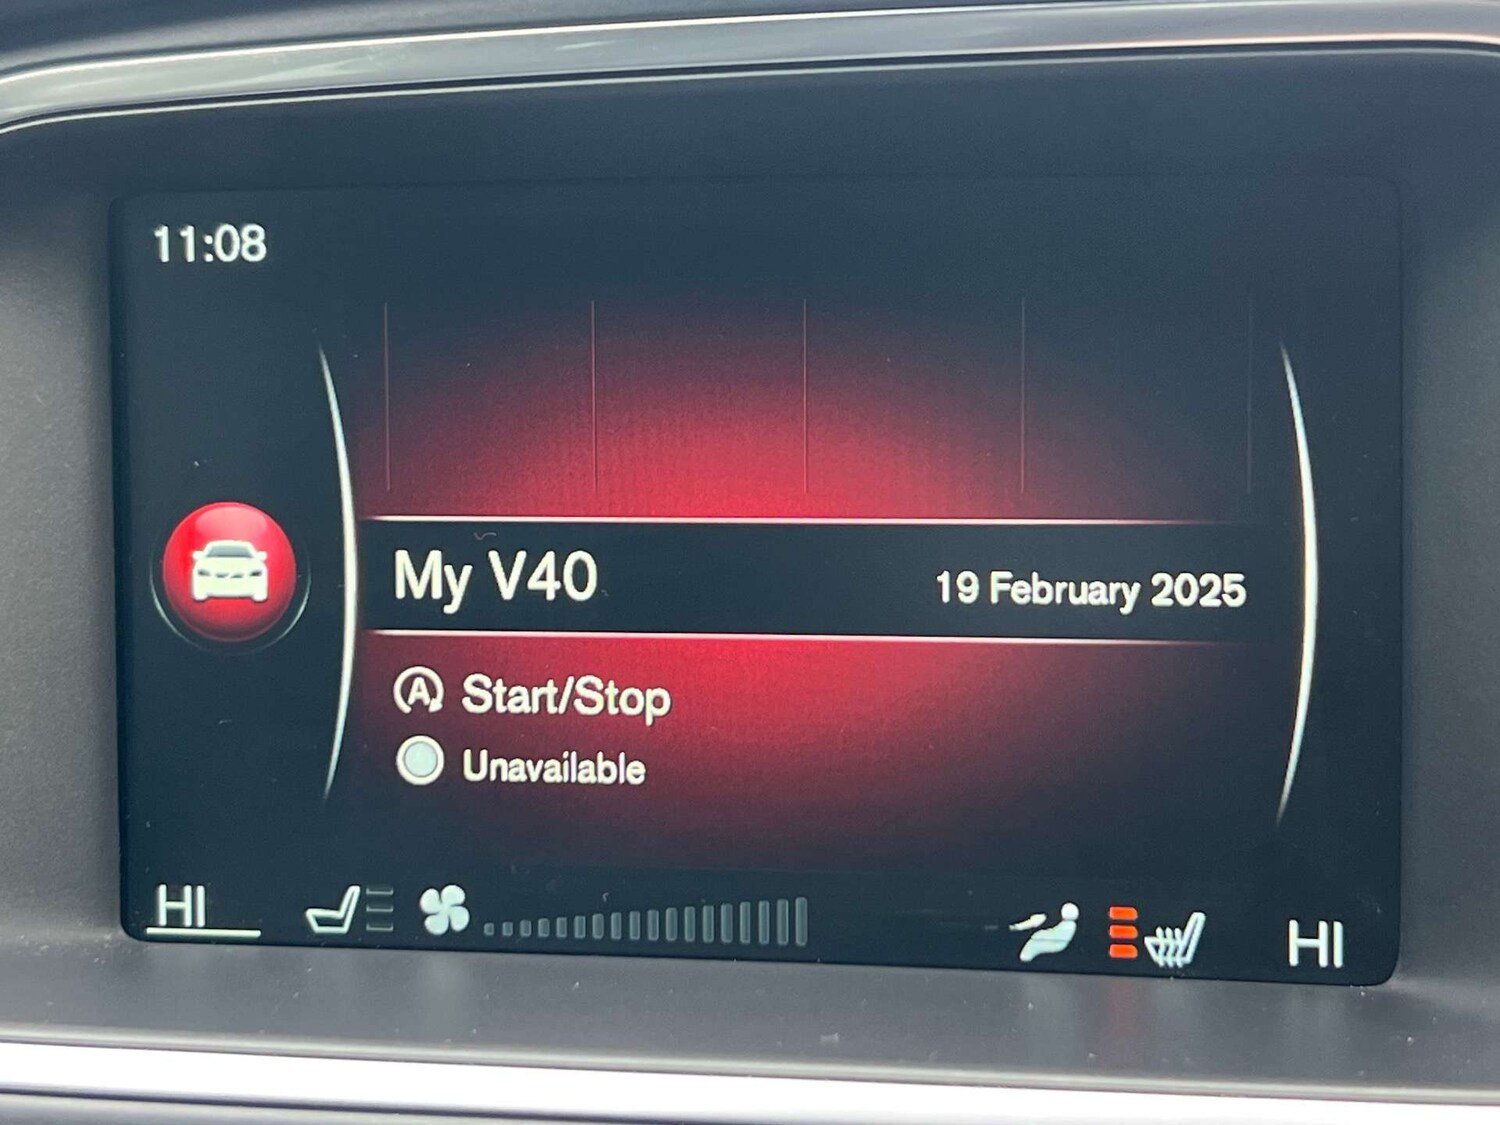 11:08
My V40
19 February 2025
A Start/Stop
Unavailable
HI
HI